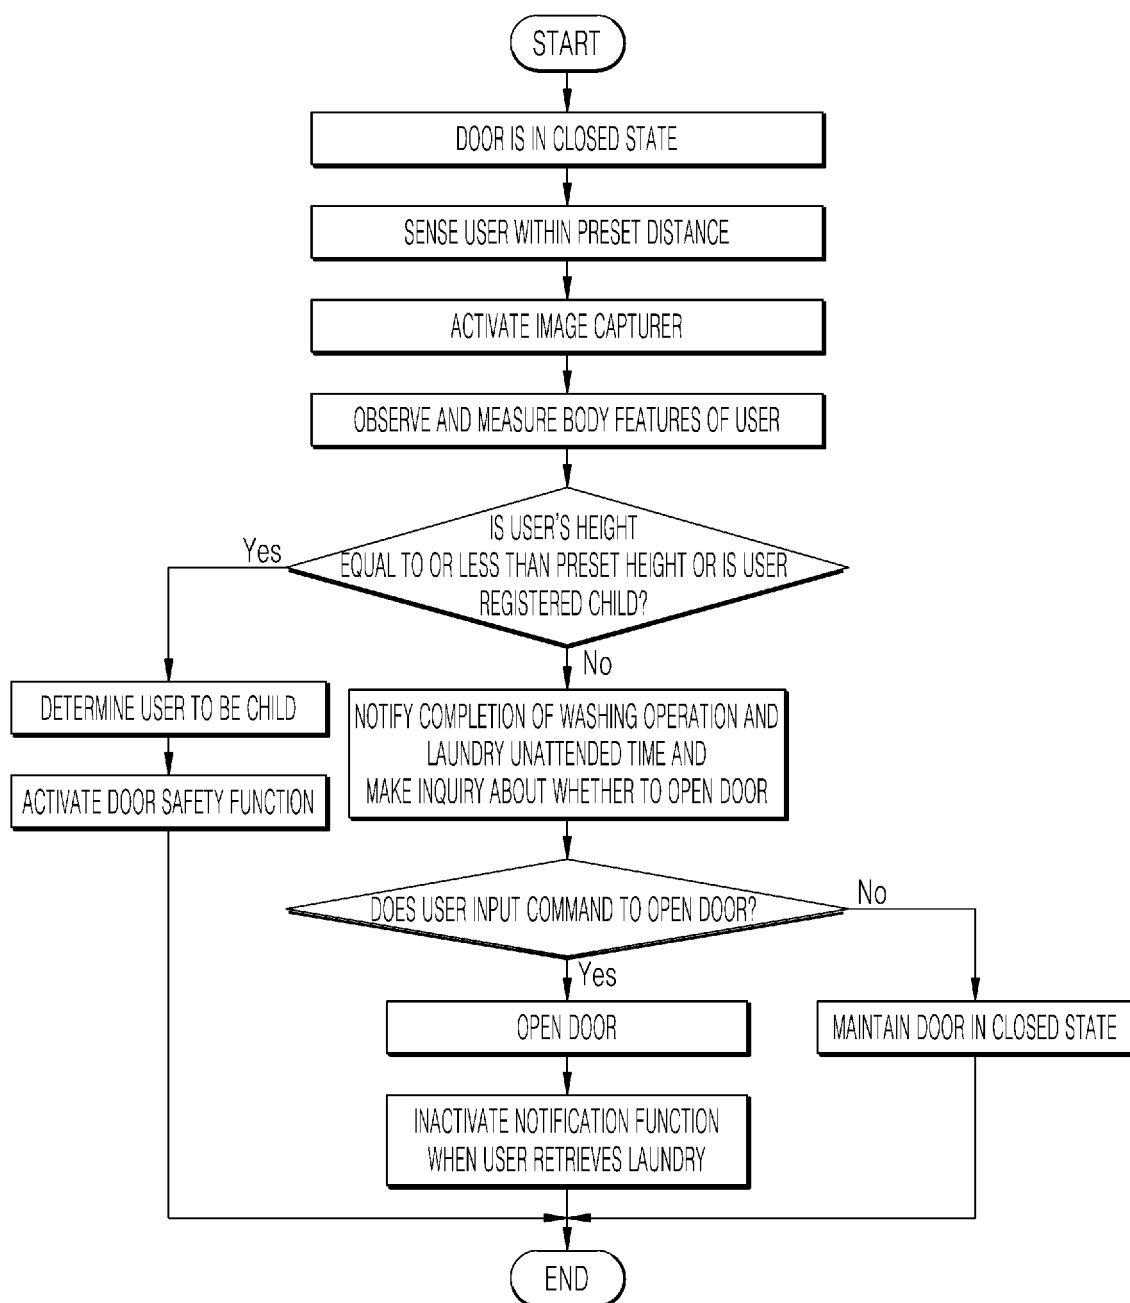 START
DOOR IS IN CLOSED STATE
SENSE USER WITHIN PRESET DISTANCE
ACTIVATE IMAGE CAPTURER
OBSERVE AND MEASURE BODY FEATURES OF USER
IS USER'S HEIGHT
EQUAL TO OR LESS THAN PRESET HEIGHT OR IS USER
REGISTERED CHILD?
Yes
No
DETERMINE USER TO BE CHILD
ACTIVATE DOOR SAFETY FUNCTION
NOTIFY COMPLETION OF WASHING OPERATION AND
LAUNDRY UNATTENDED TIME AND
MAKE INQUIRY ABOUT WHETHER TO OPEN DOOR
DOES USER INPUT COMMAND TO OPEN DOOR?
No
Yes
OPEN DOOR
MAINTAIN DOOR IN CLOSED STATE
INACTIVATE NOTIFICATION FUNCTION
WHEN USER RETRIEVES LAUNDRY
END